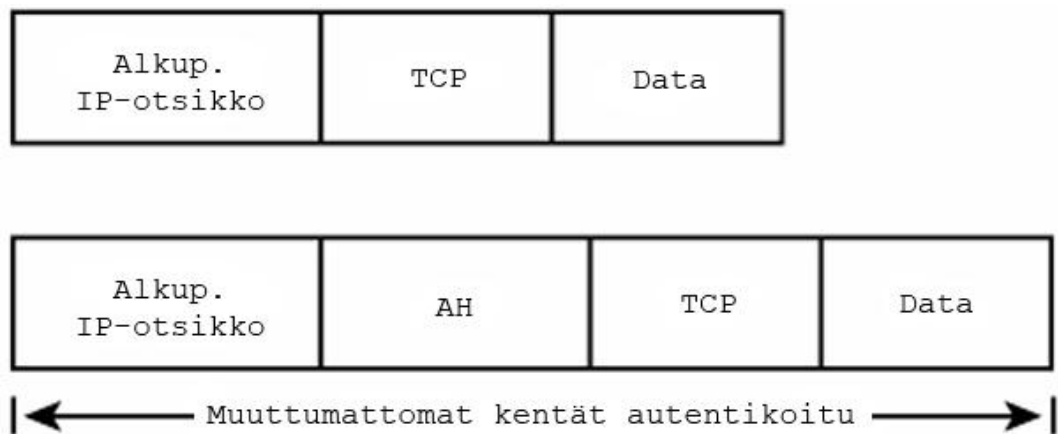 Alkup.
IP-otsikko
TCP
Data
Alkup.
IP-otsikko
AH
TCP
Data
Muuttumattomat kentät autentikoitu